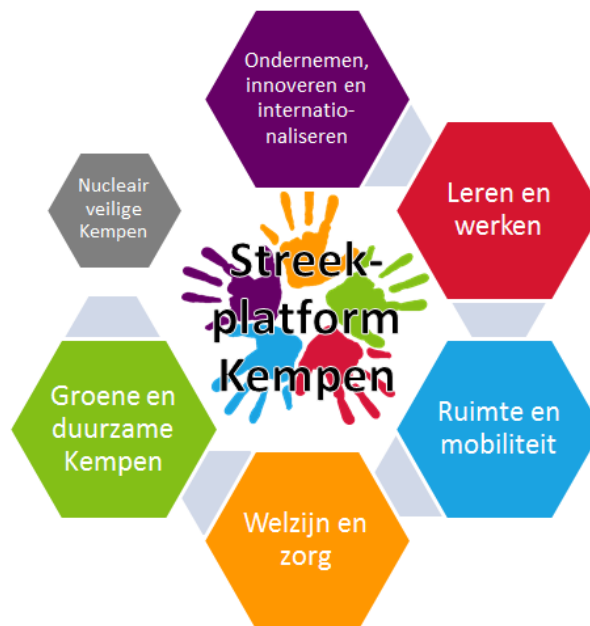 Ondernemen,
innoveren en
internatio-
naliseren
Leren en
werken
Nucleair
veilige
Kempen
Streek-
platform
Kempen
Groene en
duurzame
Kempen
Ruimte en
mobiliteit
Welzijn en
zorg